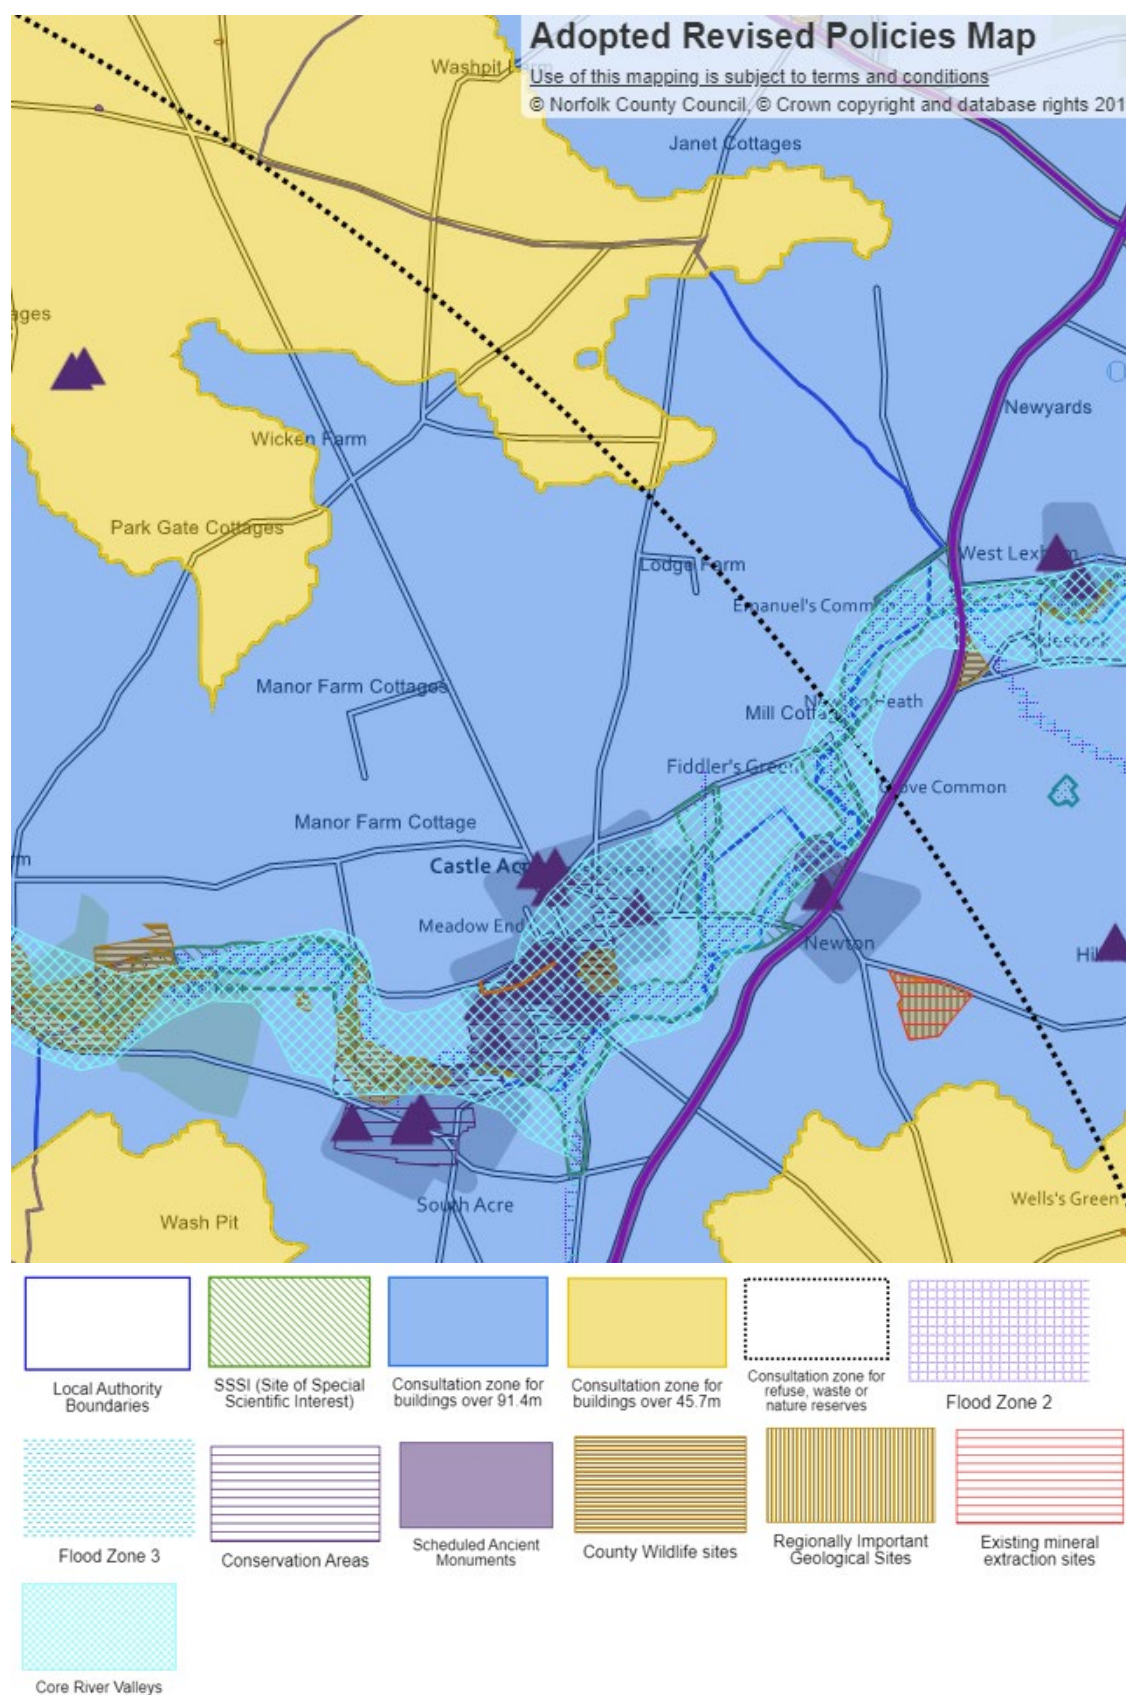 Adopted Revised Policies Map
Use of this mapping is subject to terms and conditions
© Norfolk County Council, © Crown copyright and database rights 201
Janet Cottages
ages
Newyards
Wicken Farm
Park Gate Cottages
Lodge Farm
Manor Farm Cottages
Mill
Fiddler's Green
Common
Manor Farm Cottage
Castle
Meadow End
Newton
South Acre
Wells's Green
Wash Pit
Local Authority
Boundaries
SSSI (Site of Special
Scientific Interest)
Consultation zone for
buildings over 91.4m
Consultation zone for
buildings over 45.7m
Consultation zone for
refuse, waste or
nature reserves
Flood Zone 2
Flood Zone 3
Conservation Areas
Scheduled Ancient
Monuments
County Wildlife sites
Regionally Important
Geological Sites
Existing mineral
extraction sites
Core River Valleys